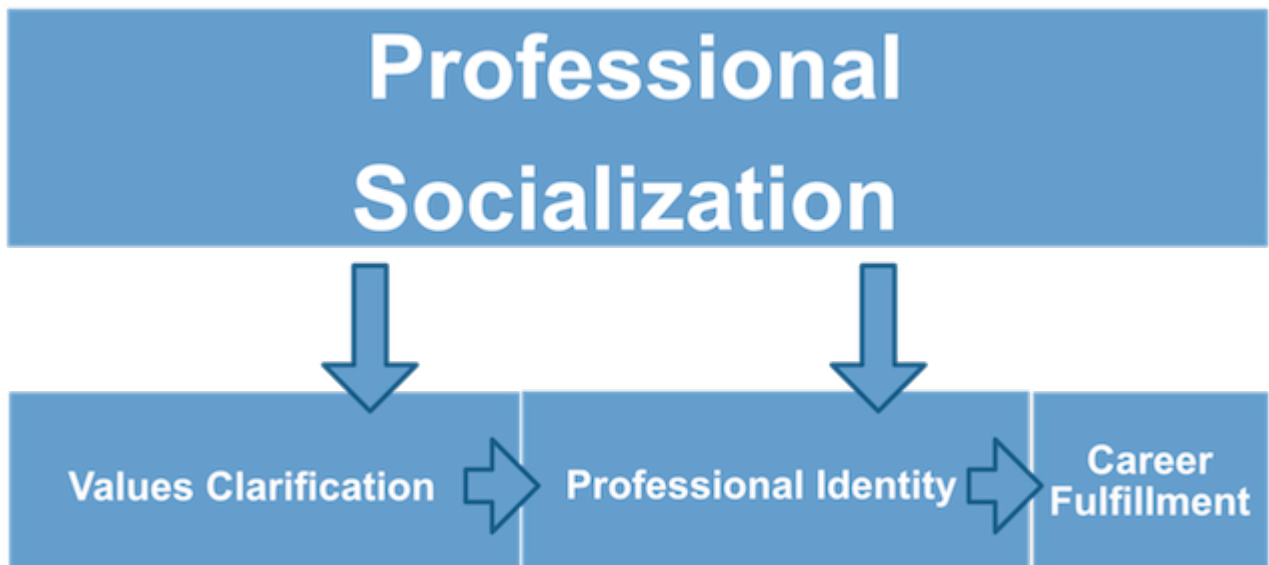 Professional
Socialization
Values Clarification
Professional Identity
Career
Fulfillment